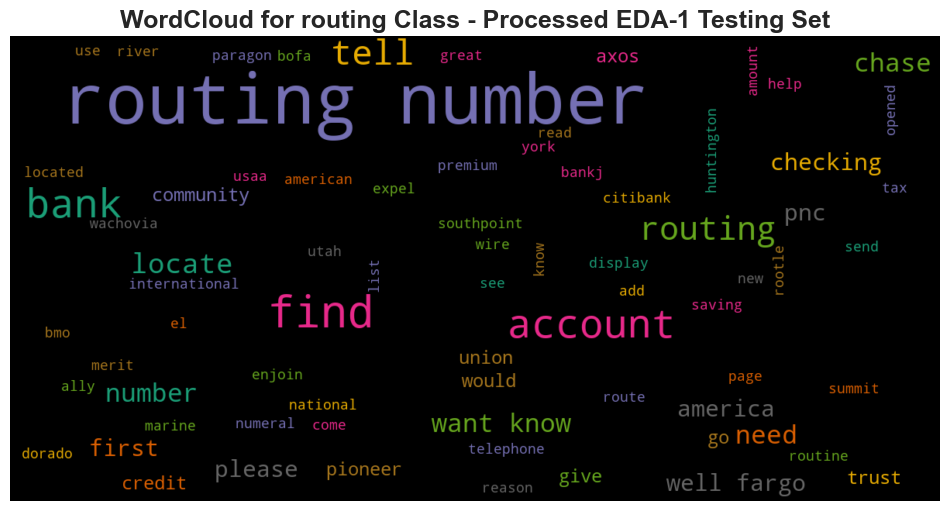 WordCloud for routing Class - Processed EDA-1 Testing Set
use river paragon bofa tell great axos amount chase
help
opened
routing number
read
huntington
york
located usaa american premium bankj checking
expel citibank tax
bank community
wachovia southpoint routing pnc
utah wire know send
locate list display rootle
international see add new
saving
find account
bmo el
merit union
ally enjoin would page summit
number national route america
marine numeral come want know go need
dorado first telephone routine
credit please pioneer reason give well fargo trust